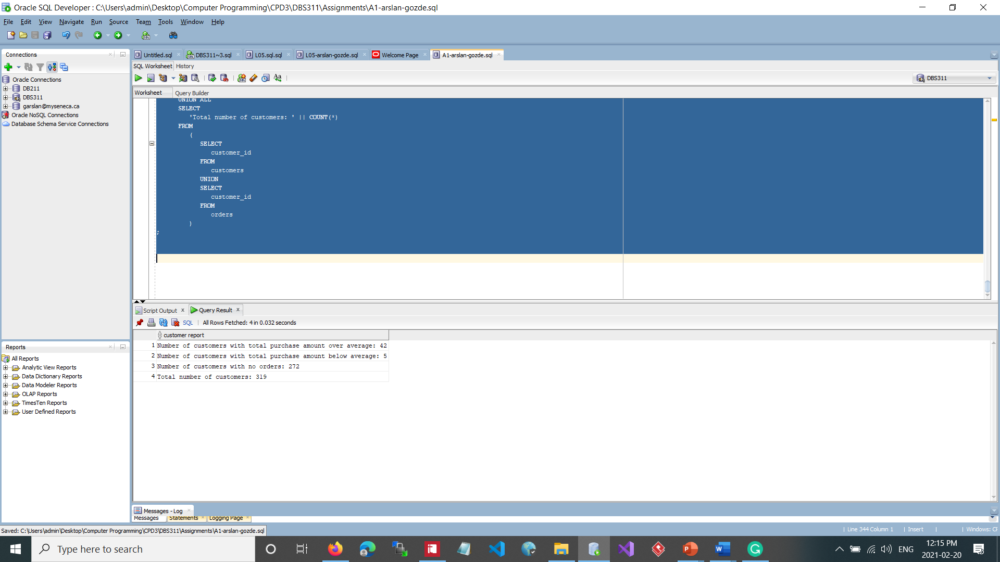 Oracle SQL Developer : C:\Users\admin\Desktop\Computer Programming\CPD3\DBS311\Assignments\A1-arslan-gozde.sql
File Edit View Navigate Run Source Team Tools Window Help
Connections
Oracle Connections
DB211
DBS311
garslan@myseneca.ca
Oracle NoSQL Connections
Database Schema Service Connections
Reports
All Reports
Analytic View Reports
Data Dictionary Reports
Data Modeler Reports
OLAP Reports
TimesTen Reports
User Defined Reports
Untitled.sql DBS311~3.sql L05.sql.sql L05-arslan-gozde.sql Welcome Page A1-arslan-gozde.sql
SQL Worksheet History
Aa
DBS311
Worksheet Query Builder
UNION ALL
SELECT
'Total number of customers: ' || COUNT(*)
FROM
(
SELECT
customer_id
FROM
customers
UNION
SELECT
customer_id
FROM
orders
)
;
Script Output x Query Result x
SQL | All Rows Fetched: 4 in 0.032 seconds
customer report
1 Number of customers with total purchase amount over average: 42
2 Number of customers with total purchase amount below average: 5
3 Number of customers with no orders: 272
4 Total number of customers: 319
Messages - Log
Messages Statements Logging Page
Saved: C:\Users\admin\Desktop\Computer Programming\CPD3\DBS311\Assignments\A1-arslan-gozde.sql
Line 344 Column 1 | Insert | | Windows: CF
Type here to search
ENG
12:15 PM
2021-02-20